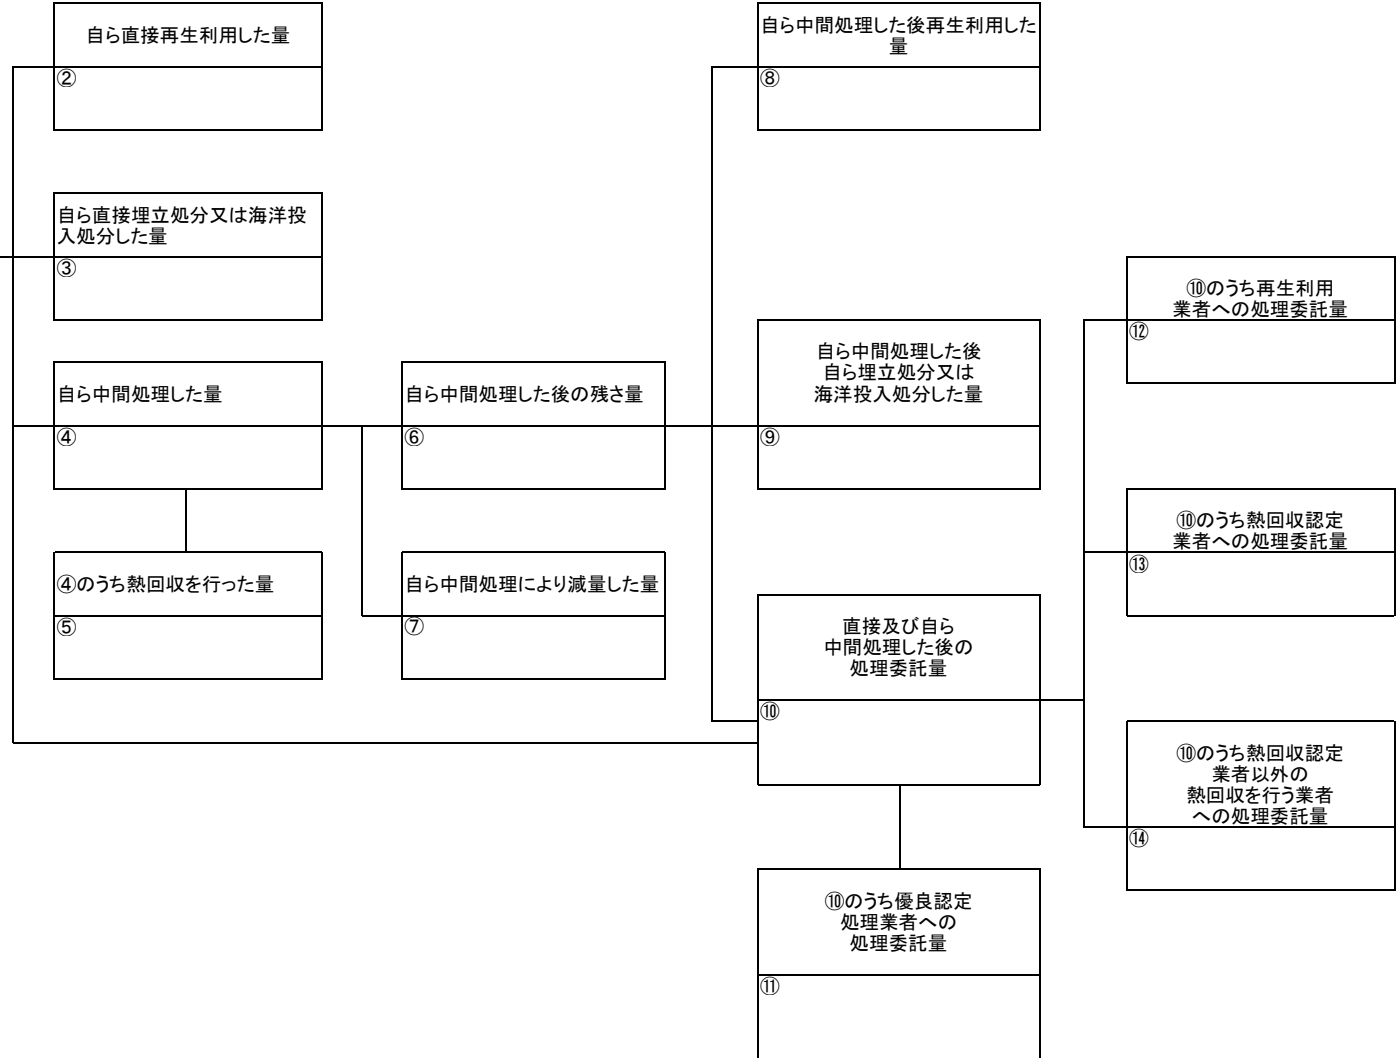 自ら直接再生利用した量
②
自ら直接埋立処分又は海洋投
入処分した量
③
自ら中間処理した量
④
④のうち熱回収を行った量
⑤
自ら中間処理した後の残さ量
⑥
自ら中間処理により減量した量
⑦
自ら中間処理した後再生利用した
量
⑧
自ら中間処理した後
自ら埋立処分又は
海洋投入処分した量
⑨
直接及び自ら
中間処理した後の
処理委託量
⑩
⑩のうち優良認定
処理業者への
処理委託量
⑪
⑩のうち再生利用
業者への処理委託量
⑫
⑩のうち熱回収認定
業者への処理委託量
⑬
⑩のうち熱回収認定
業者以外の
熱回収を行う業者
への処理委託量
⑭